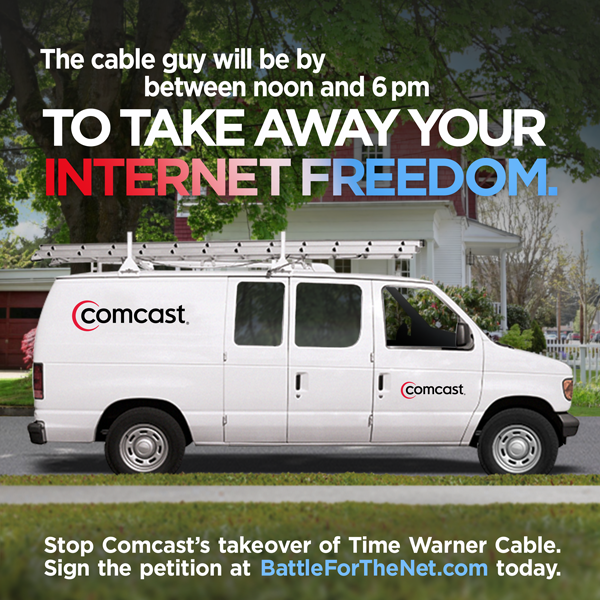 The cable guy will be by
between noon and 6 pm
TO TAKE AWAY YOUR
INTERNET FREEDOM.
comcast.
comcast.
Stop Comcast's takeover of Time Warner Cable.
Sign the petition at BattleForTheNet.com today.